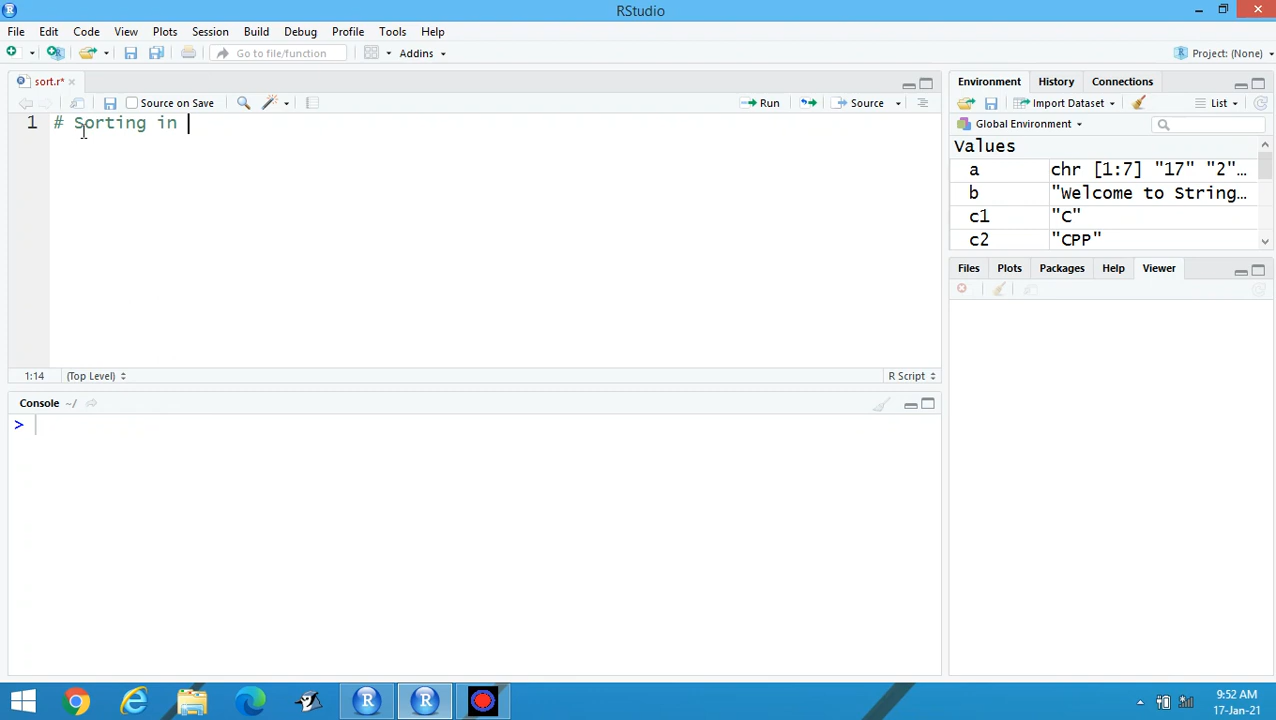 RStudio
File Edit Code View Plots Session Build Debug Profile Tools Help
Go to file/function Addins Project: (None)
sort.r*
Source on Save Run Source
1 # Sorting in
1:14 (Top Level) R Script
Console ~/
>
Environment History Connections
Import Dataset List
Global Environment
Values
a chr [1:7] "17" "2"…
b "Welcome to String…
c1 "C"
c2 "CPP"
Files Plots Packages Help Viewer
9:52 AM
17-Jan-21